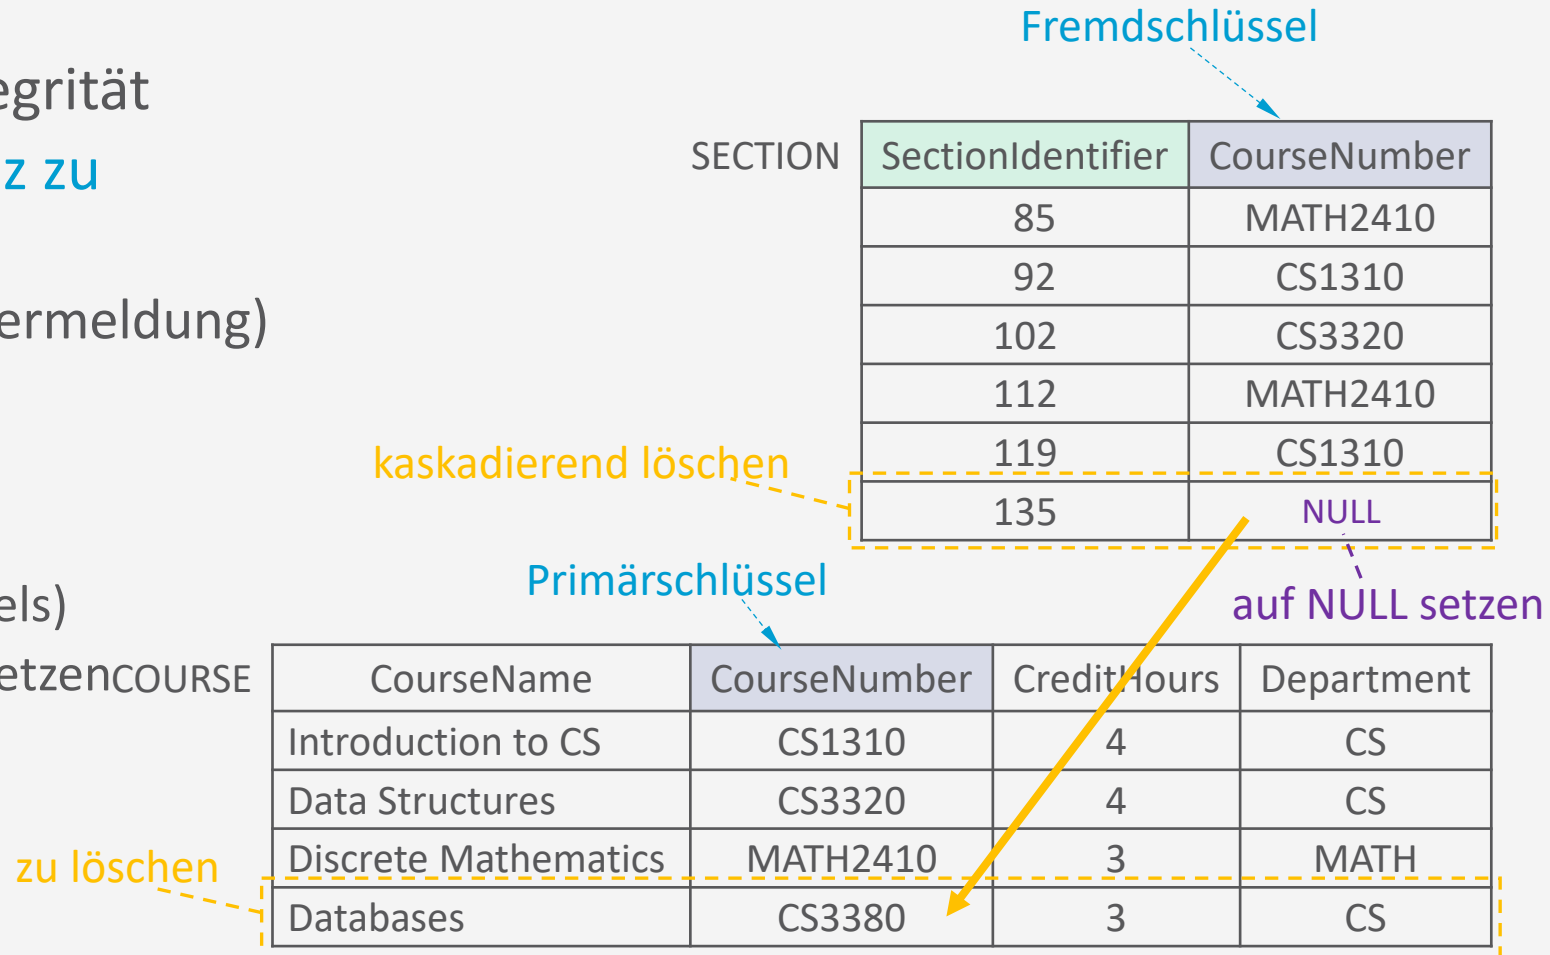 Fremdschlüssel
egrität
z zu
SECTION SectionIdentifier CourseNumber
85 MATH2410
92 CS1310
ermeldung)
102 CS3320
112 MATH2410
119 CS1310
kaskadierend löschen
135 NULL
Primärschlüssel
auf NULL setzen
els)
etzen
COURSE CourseName CourseNumber CreditHours Department
Introduction to CS CS1310 4 CS
Data Structures CS3320 4 CS
Discrete Mathematics MATH2410 3 MATH
zu löschen
Databases CS3380 3 CS